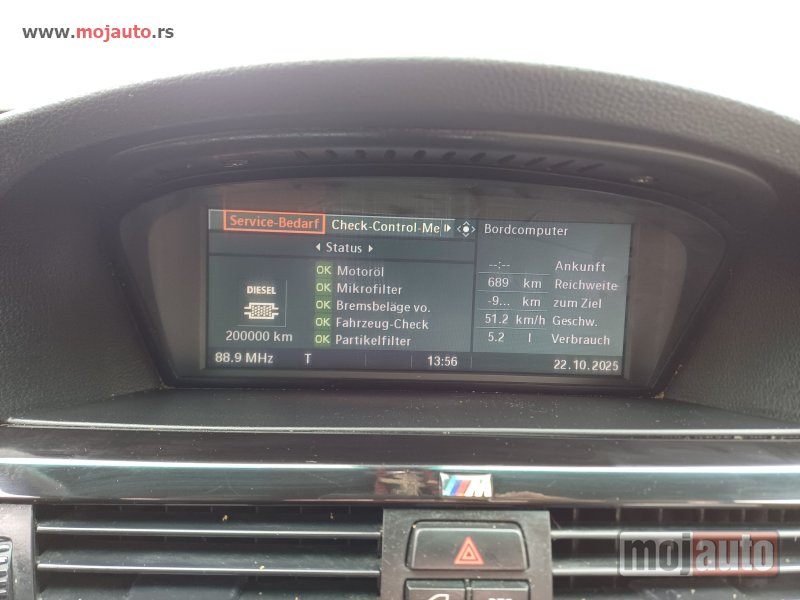 www.mojauto.rs
Service-Bedarf Check-Control-Me
Status
OK Motoröl
OK Mikrofilter
OK Bremsbeläge vo.
OK Fahrzeug-Check
OK Partikelfilter
DIESEL
200000 km
Bordcomputer
--:-- Ankunft
689 km Reichweite
-9... km zum Ziel
51.2 km/h Geschw.
5.2 l Verbrauch
88.9 MHz T 13:56 22.10.2025
M
mojauto